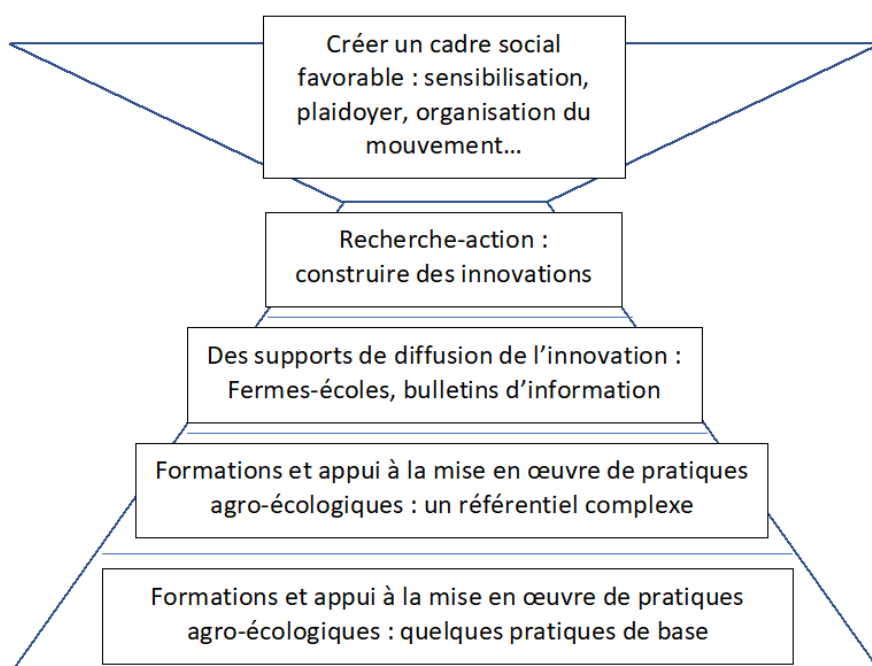 Créer un cadre social
favorable : sensibilisation,
plaidoyer, organisation du
mouvement…
Recherche-action :
construire des innovations
Des supports de diffusion de l’innovation :
Fermes-écoles, bulletins d’information
Formations et appui à la mise en œuvre de pratiques
agro-écologiques : un référentiel complexe
Formations et appui à la mise en œuvre de pratiques
agro-écologiques : quelques pratiques de base